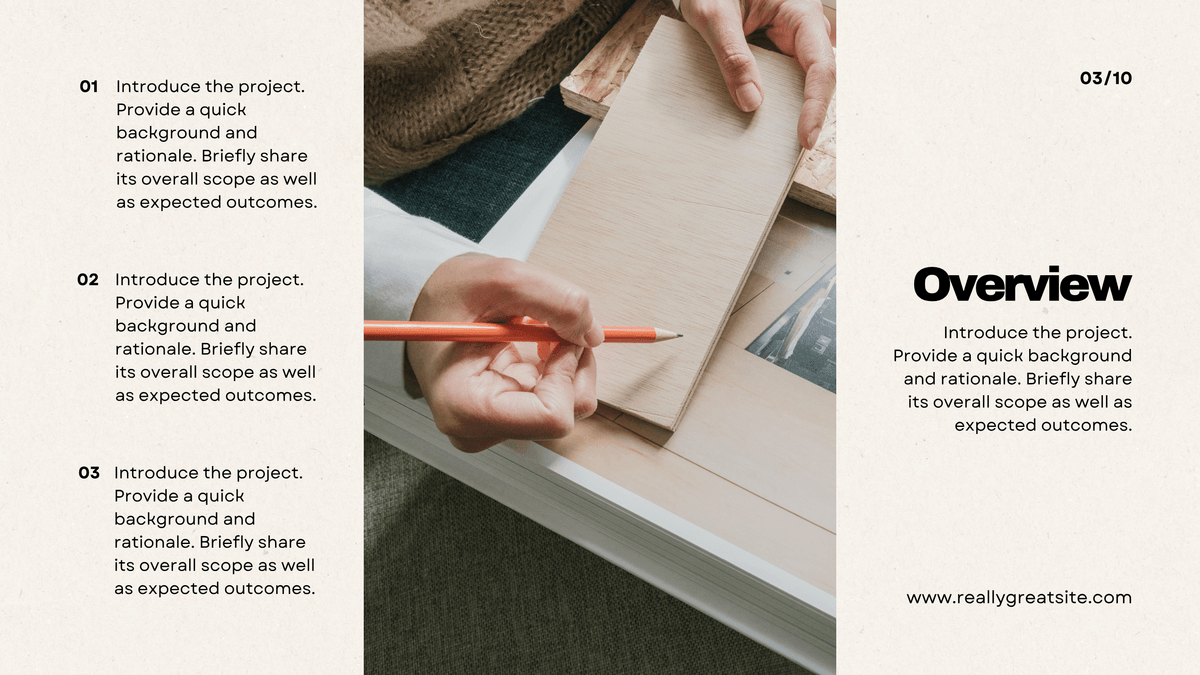 01 Introduce the project.
Provide a quick
background and
rationale. Briefly share
its overall scope as well
as expected outcomes.
02 Introduce the project.
Provide a quick
background and
rationale. Briefly share
its overall scope as well
as expected outcomes.
03 Introduce the project.
Provide a quick
background and
rationale. Briefly share
its overall scope as well
as expected outcomes.
03/10
Overview
Introduce the project.
Provide a quick background
and rationale. Briefly share
its overall scope as well as
expected outcomes.
www.reallygreatsite.com